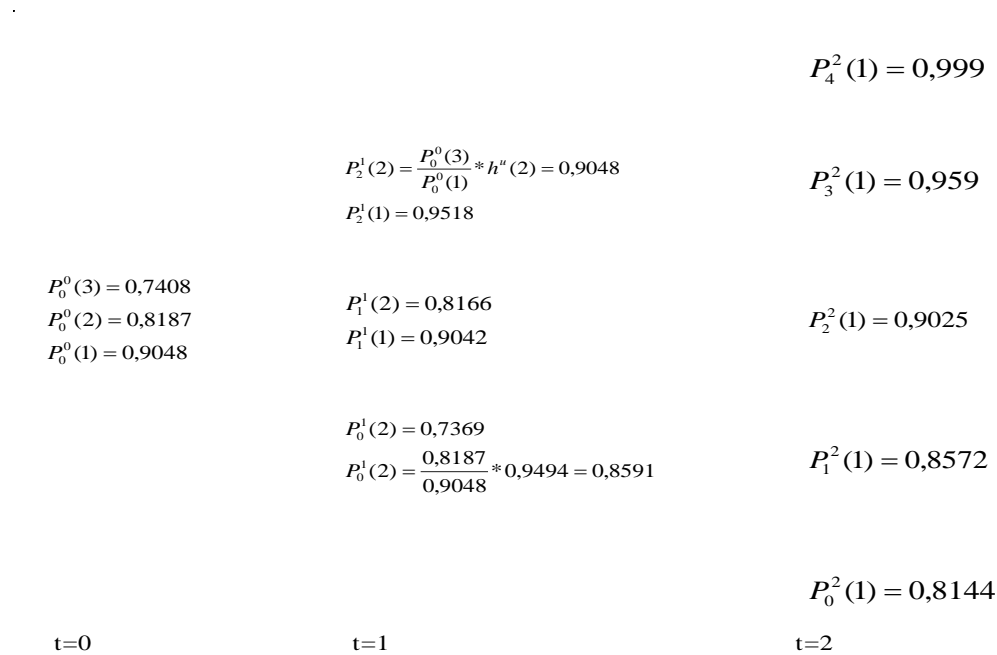 .
P_4^2(1) = 0,999
P_2^1(2) = \frac{P_0^0(3)}{P_0^0(1)} * h^u(2) = 0,9048
P_2^1(1) = 0,9518
P_3^2(1) = 0,959
P_0^0(3) = 0,7408
P_0^0(2) = 0,8187
P_0^0(1) = 0,9048
P_1^1(2) = 0,8166
P_1^1(1) = 0,9042
P_2^2(1) = 0,9025
P_0^1(2) = 0,7369
P_0^1(2) = \frac{0,8187}{0,9048} * 0,9494 = 0,8591
P_1^2(1) = 0,8572
P_0^2(1) = 0,8144
t=0 t=1 t=2